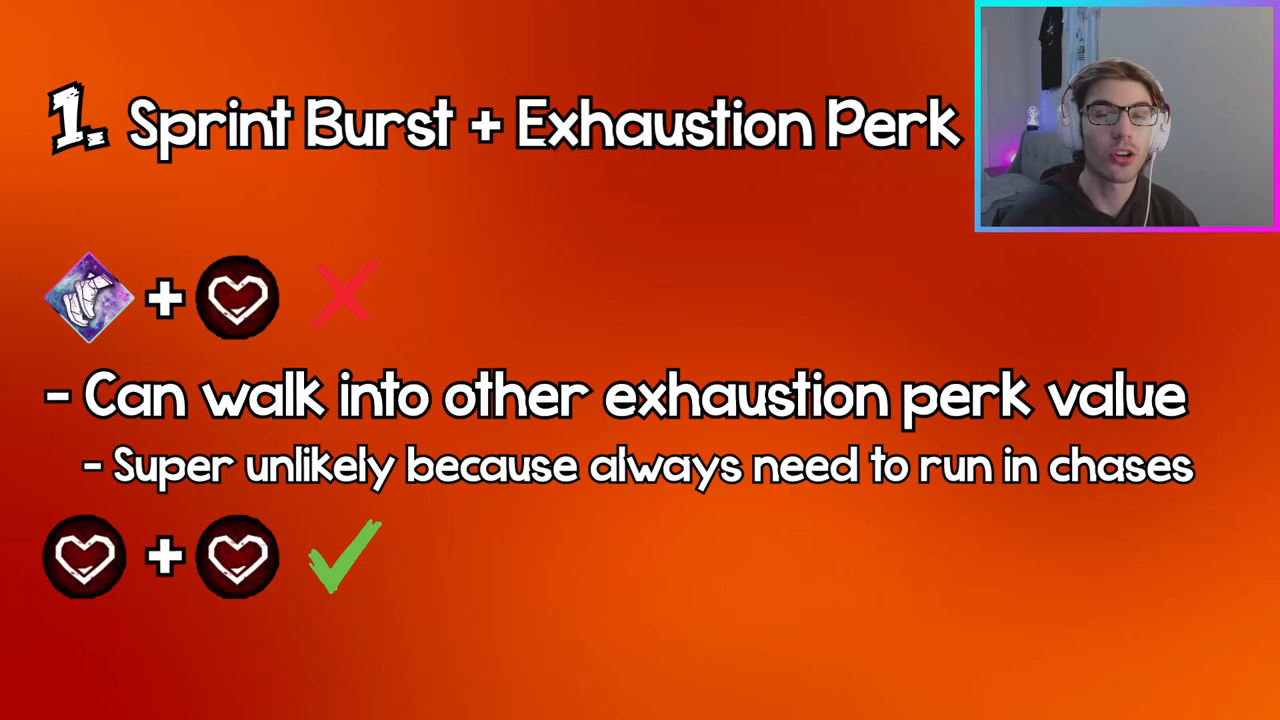 1. Sprint Burst + Exhaustion Perk
+
- Can walk into other exhaustion perk value
- Super unlikely because always need to run in chases
+